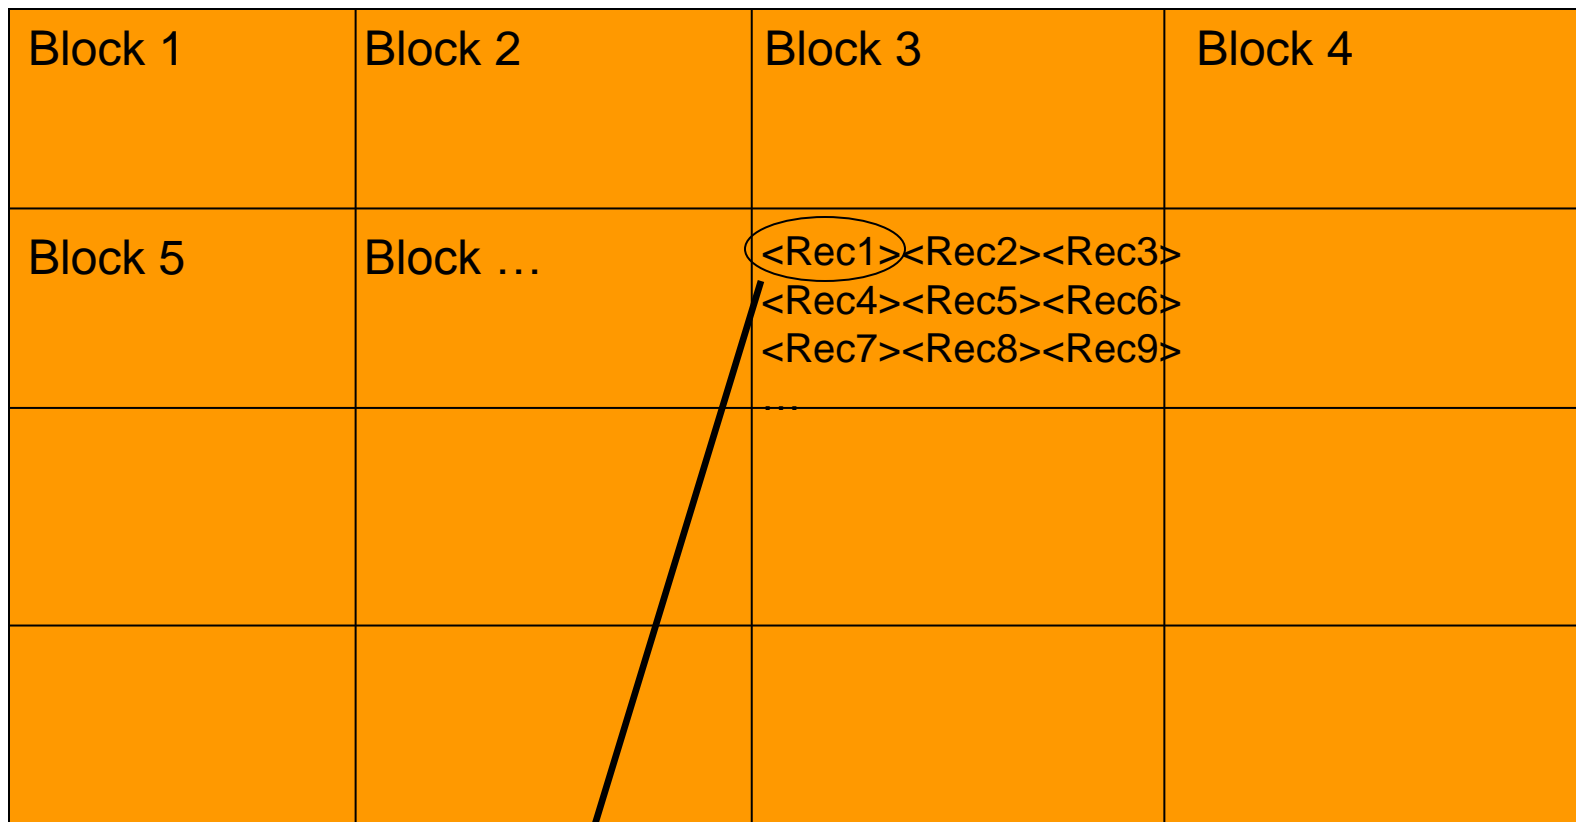 Block 1
Block 2
Block 3
Block 4
Block 5
Block …
<Rec1><Rec2><Rec3>
<Rec4><Rec5><Rec6>
<Rec7><Rec8><Rec9>
…